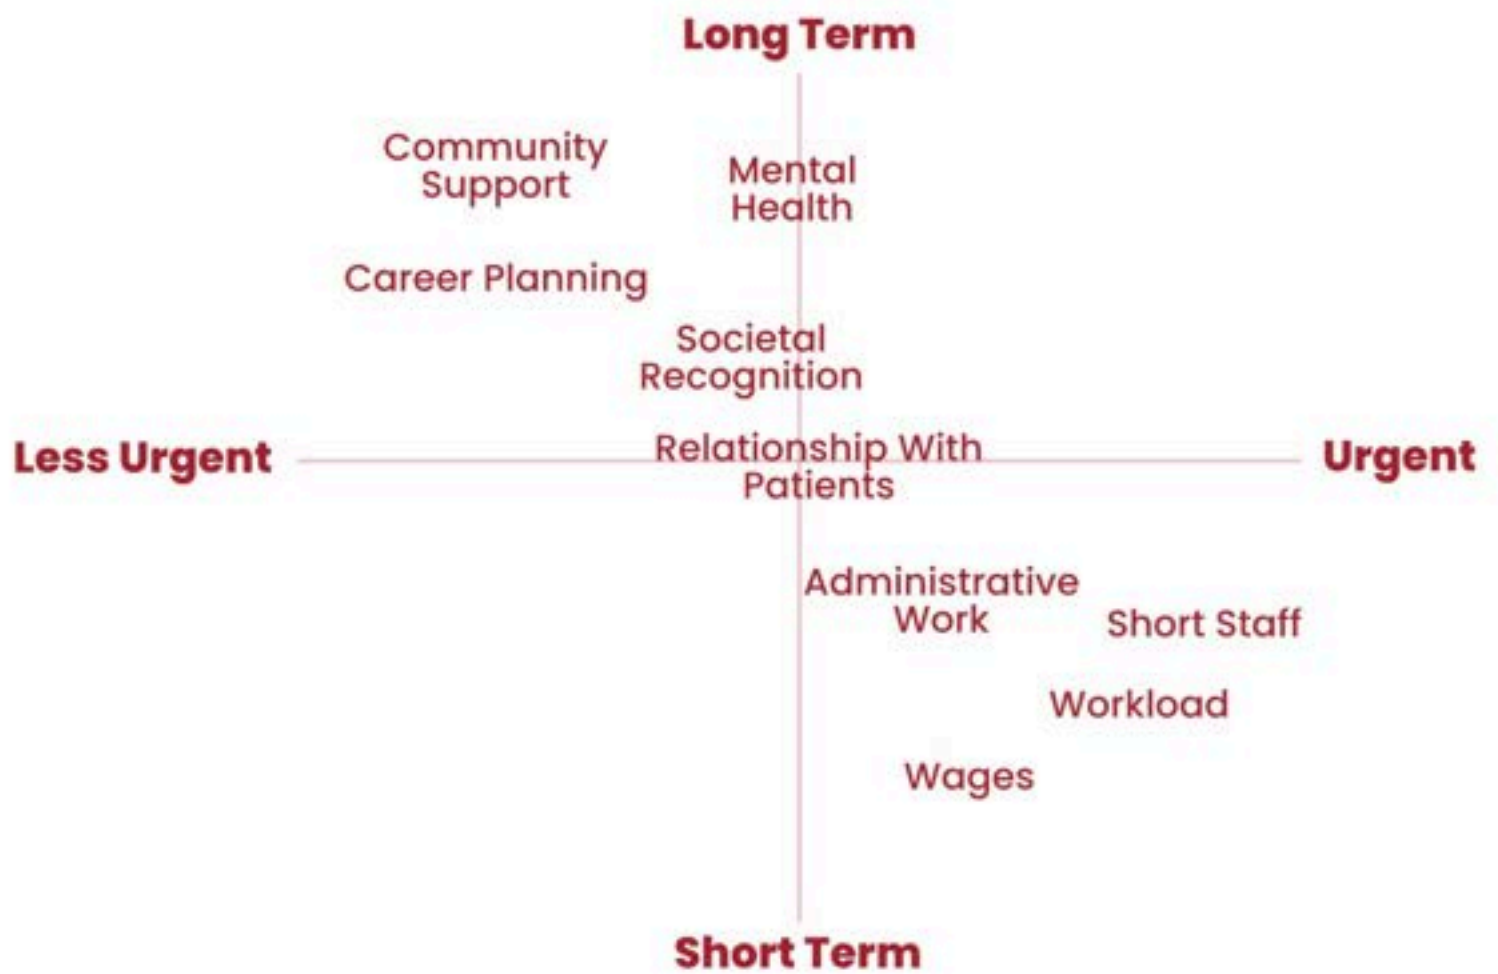 Long Term
Community
Support
Mental
Health
Career Planning
Societal
Recognition
Less Urgent
Relationship With
Patients
Urgent
Administrative
Work
Short Staff
Workload
Wages
Short Term